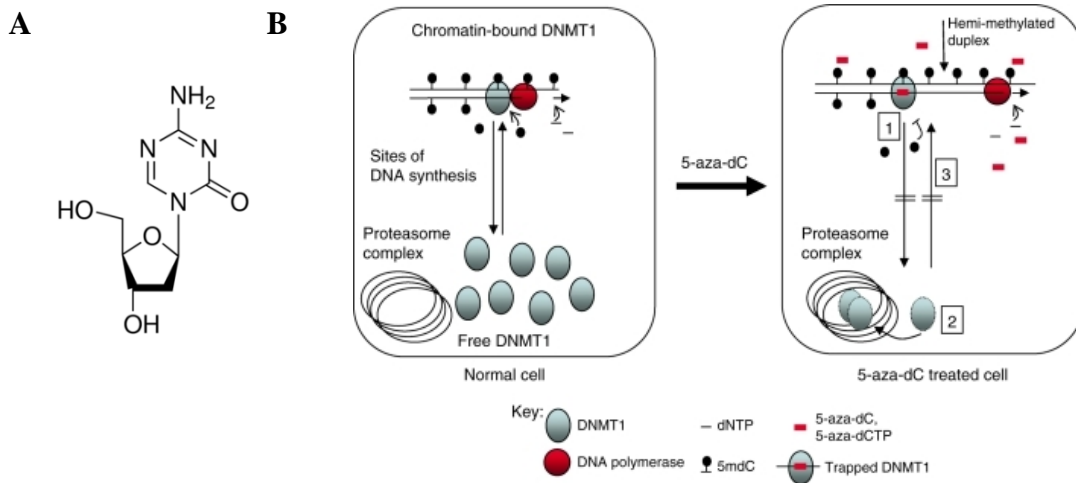 A
NH2
N
N
N
O
HO
O
OH
B
Chromatin-bound DNMT1
Sites of
DNA synthesis
Proteasome
complex
Free DNMT1
Normal cell
5-aza-dC
Hemi-methylated
duplex
1
3
Proteasome
complex
2
5-aza-dC treated cell
Key:
DNMT1
DNA polymerase
dNTP
5mdC
5-aza-dC,
5-aza-dCTP
Trapped DNMT1